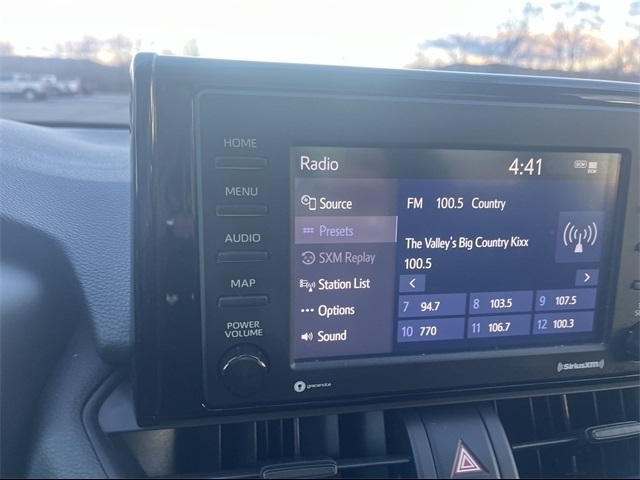 HOME
MENU
AUDIO
MAP
POWER
VOLUME
Radio
4:41
DCM
DCM
Source
Presets
SXM Replay
Station List
Options
Sound
FM 100.5 Country
The Valley's Big Country Kixx
100.5
7 94.7
8 103.5
9 107.5
10 770
11 106.7
12 100.3
gracenote
SiriusXM